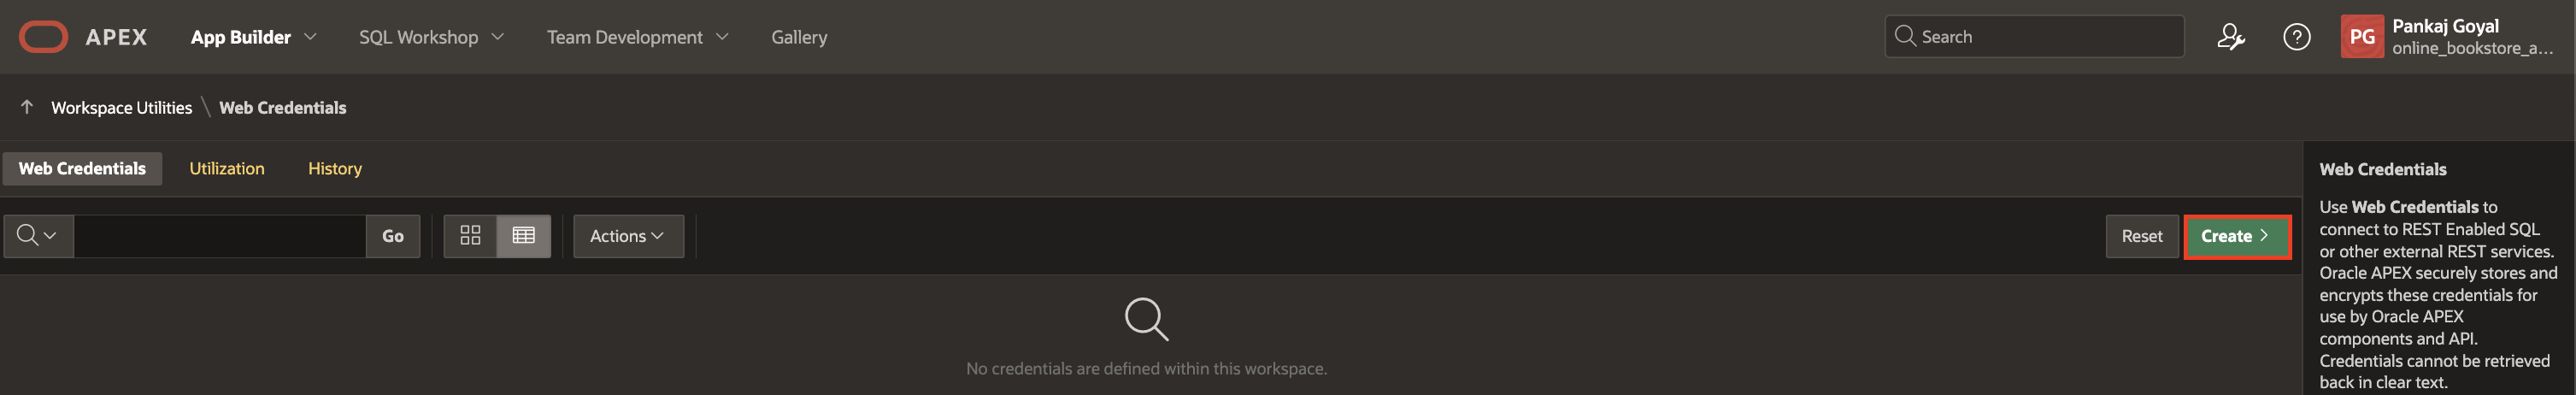 APEX App Builder SQL Workshop Team Development Gallery Search Pankaj Goyal
online_bookstore_a...
Workspace Utilities \ Web Credentials
Web Credentials Utilization History
Go Actions Reset Create
No credentials are defined within this workspace.
Web Credentials
Use Web Credentials to
connect to REST Enabled SQL
or other external REST services.
Oracle APEX securely stores and
encrypts these credentials for
use by Oracle APEX
components and API.
Credentials cannot be retrieved
back in clear text.
PG